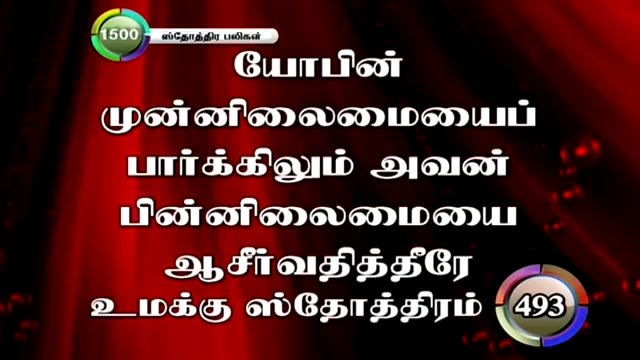 1500 ஸ்தோத்திர பலிகள்
யோபின்
முன்னிலைமையைப்
பார்க்கிலும் அவன்
பின்னிலைமையை
ஆசீர்வதித்தீரே
உமக்கு ஸ்தோத்திரம் 493